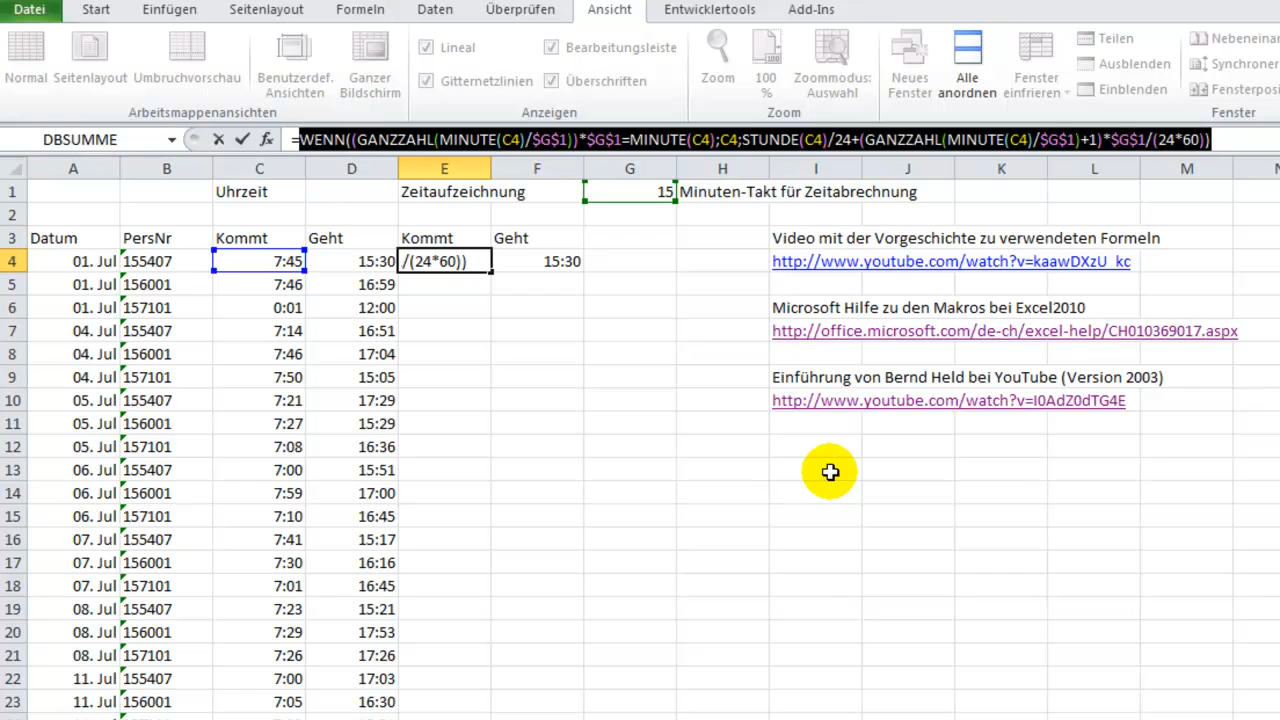 Datei Start Einfügen Seitenlayout Formeln Daten Überprüfen Ansicht Entwicklertools Add-Ins
Normal Seitenlayout Umbruchvorschau Benutzerdef. Ansichten Ganzer Bildschirm
Arbeitsmappenansichten
Lineal Bearbeitungsleiste
Gitternetzlinien Überschriften
Anzeigen
Zoom 100 % Zoommodus: Auswahl
Zoom
Neues Fenster Alle anordnen Fenster einfrieren
Teilen
Ausblenden
Einblenden
Nebeneinan
Synchroner
Fensterposi
Fenster
DBSUMME fx =WENN((GANZZAHL(MINUTE(C4)/$G$1))*$G$1=MINUTE(C4);C4;STUNDE(C4)/24+(GANZZAHL(MINUTE(C4)/$G$1)+1)*$G$1/(24*60))
A B C D E F G H I J K L M N
1 Uhrzeit Zeitaufzeichnung 15 Minuten-Takt für Zeitabrechnung
2
3 Datum PersNr Kommt Geht Kommt Geht Video mit der Vorgeschichte zu verwendeten Formeln
4 01. Jul 155407 7:45 15:30 /(24*60)) 15:30 http://www.youtube.com/watch?v=kaawDXzU_kc
5 01. Jul 156001 7:46 16:59
6 01. Jul 157101 0:01 12:00 Microsoft Hilfe zu den Makros bei Excel2010
7 04. Jul 155407 7:14 16:51 http://office.microsoft.com/de-ch/excel-help/CH010369017.aspx
8 04. Jul 156001 7:46 17:04
9 04. Jul 157101 7:50 15:05 Einführung von Bernd Held bei YouTube (Version 2003)
10 05. Jul 155407 7:21 17:29 http://www.youtube.com/watch?v=I0AdZ0dTG4E
11 05. Jul 156001 7:27 15:29
12 05. Jul 157101 7:08 16:36
13 06. Jul 155407 7:00 15:51
14 06. Jul 156001 7:59 17:00
15 06. Jul 157101 7:10 16:45
16 07. Jul 155407 7:41 15:17
17 07. Jul 156001 7:30 16:16
18 07. Jul 157101 7:01 16:45
19 08. Jul 155407 7:23 15:21
20 08. Jul 156001 7:29 17:53
21 08. Jul 157101 7:26 17:26
22 11. Jul 155407 7:00 17:03
23 11. Jul 156001 7:05 16:30